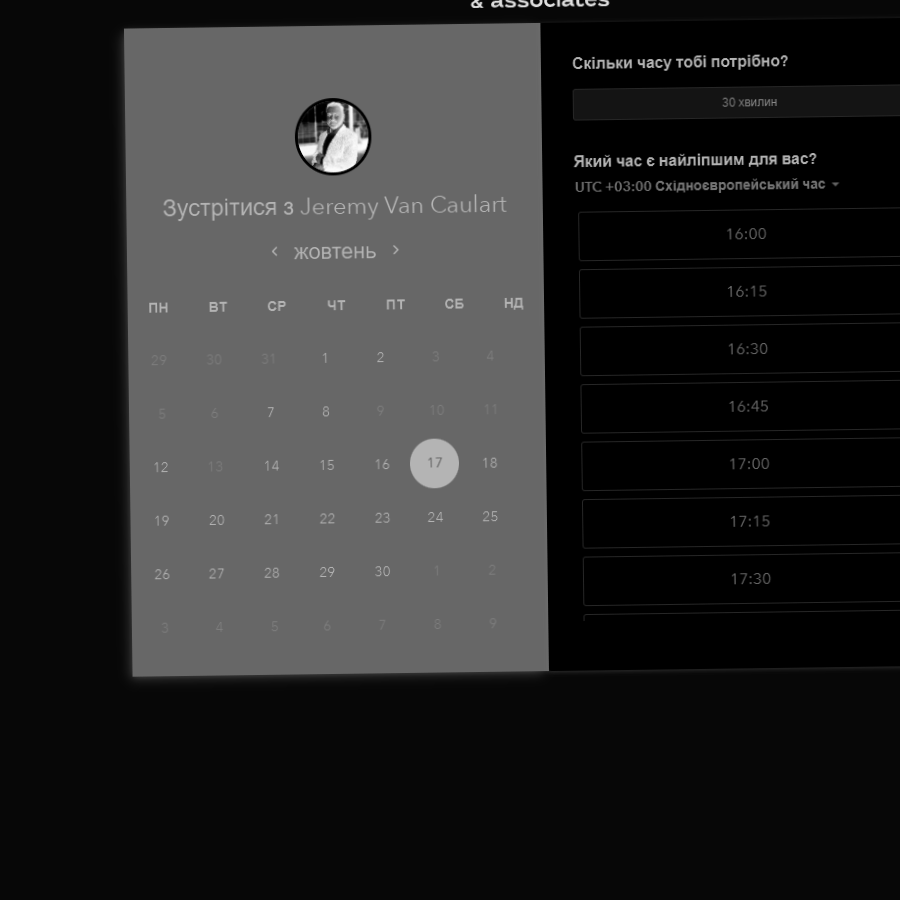 & associates
Зустрітися з Jeremy Van Caulart
‹ жовтень ›
ПН ВТ СР ЧТ ПТ СБ НД
29 30 31 1 2 3 4
5 6 7 8 9 10 11
12 13 14 15 16 17 18
19 20 21 22 23 24 25
26 27 28 29 30 1 2
3 4 5 6 7 8 9
Скільки часу тобі потрібно?
30 хвилин
Який час є найліпшим для вас?
UTC +03:00 Східноєвропейський час
16:00
16:15
16:30
16:45
17:00
17:15
17:30